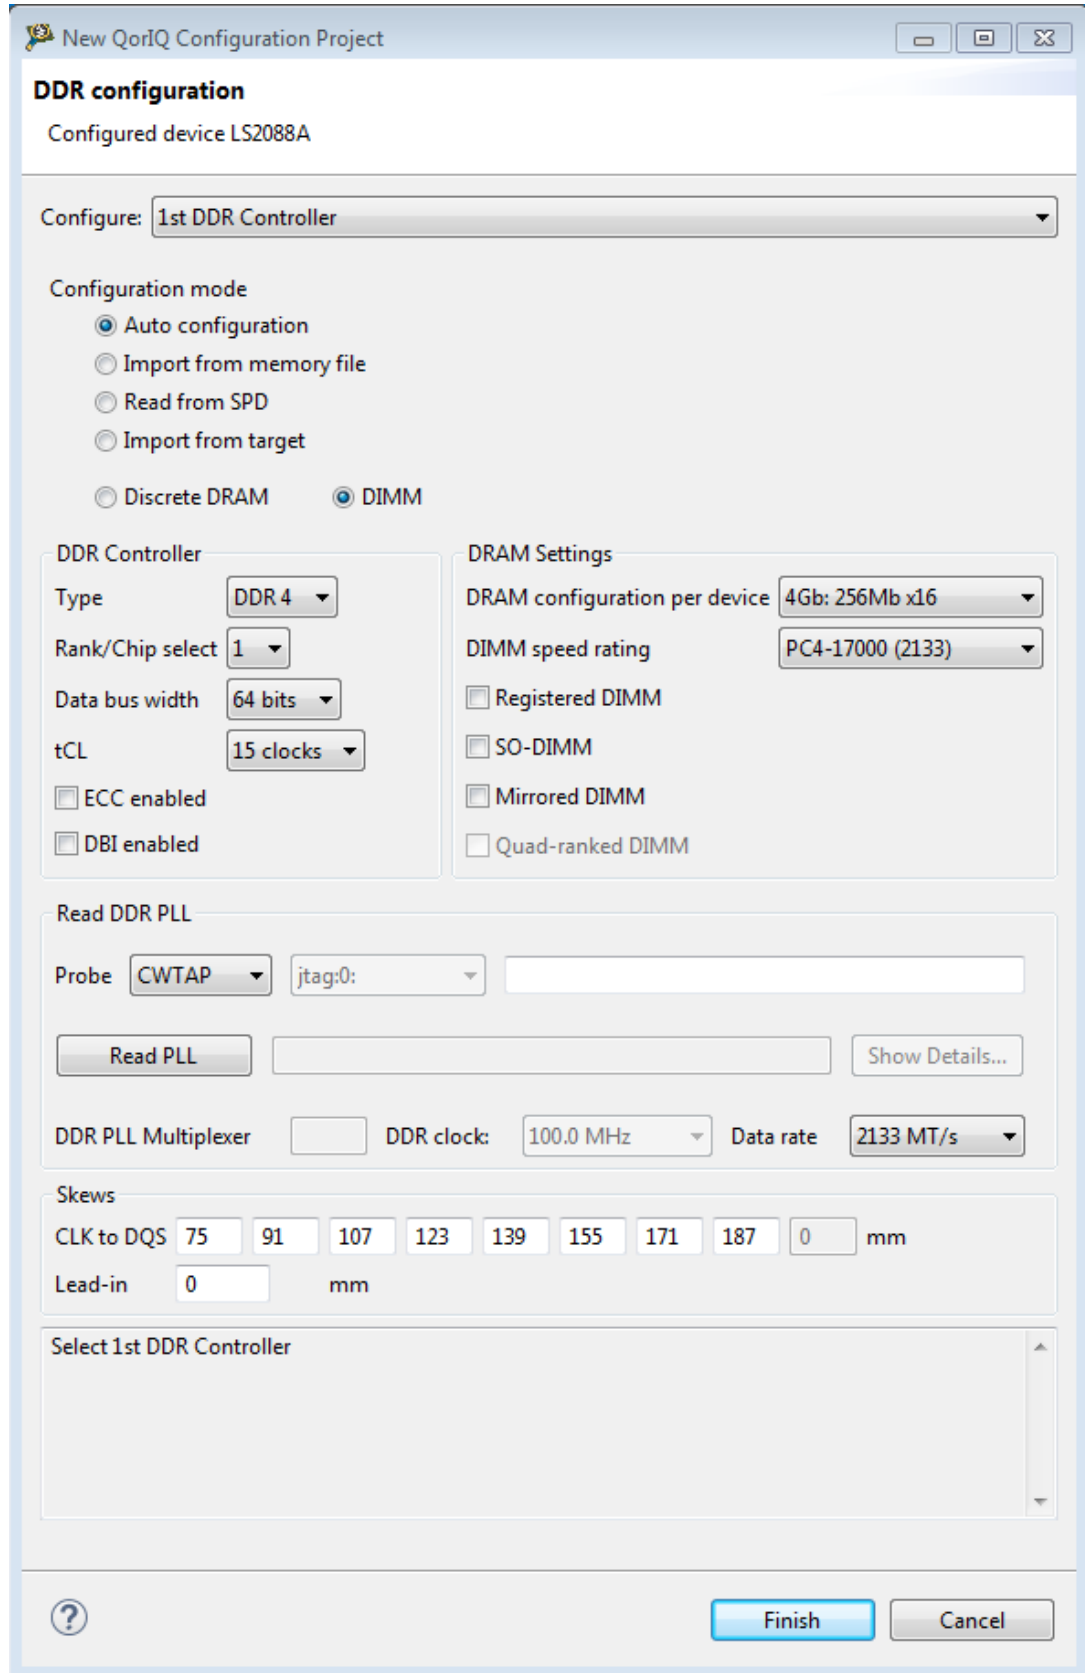 New QorIQ Configuration Project
DDR configuration
Configured device LS2088A
Configure: 1st DDR Controller
Configuration mode
Auto configuration
Import from memory file
Read from SPD
Import from target
Discrete DRAM DIMM
DDR Controller
Type DDR 4
Rank/Chip select 1
Data bus width 64 bits
tCL 15 clocks
ECC enabled
DBI enabled
DRAM Settings
DRAM configuration per device 4Gb: 256Mb x16
DIMM speed rating PC4-17000 (2133)
Registered DIMM
SO-DIMM
Mirrored DIMM
Quad-ranked DIMM
Read DDR PLL
Probe CWTAP jtag:0:
Read PLL Show Details...
DDR PLL Multiplexer DDR clock: 100.0 MHz Data rate 2133 MT/s
Skews
CLK to DQS 75 91 107 123 139 155 171 187 0 mm
Lead-in 0 mm
Select 1st DDR Controller
? Finish Cancel